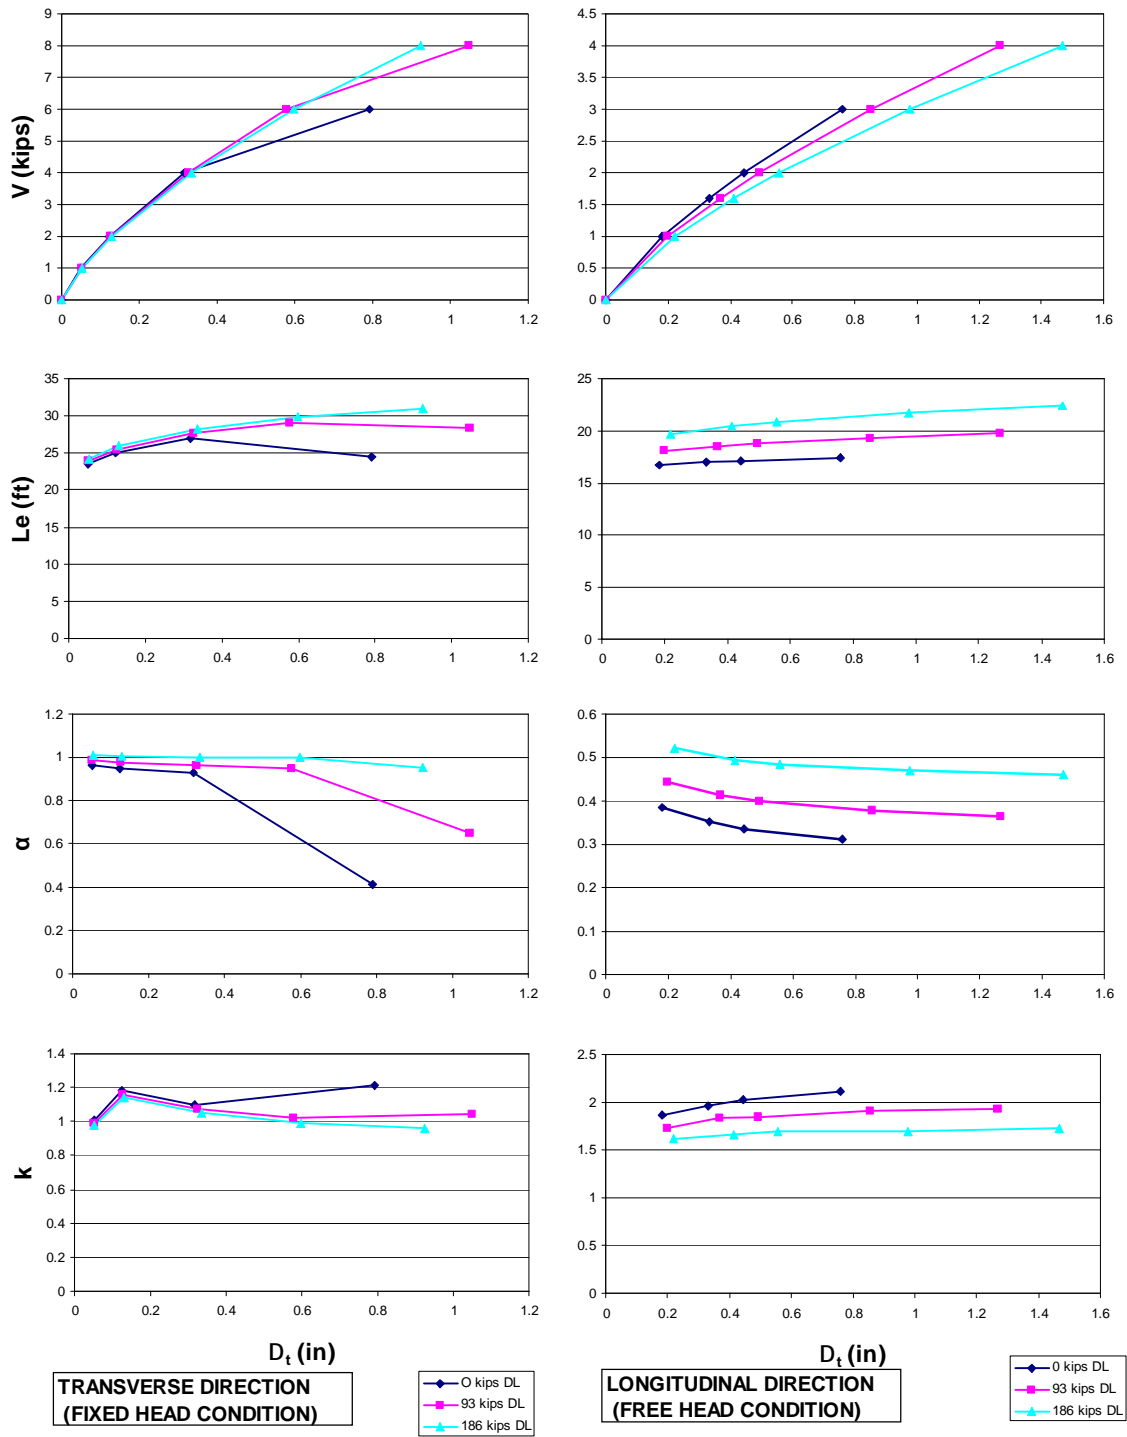 9
8
7
6
5
4
3
2
1
0
V (kips)
0 0.2 0.4 0.6 0.8 1 1.2
4.5
4
3.5
3
2.5
2
1.5
1
0.5
0
0 0.2 0.4 0.6 0.8 1 1.2 1.4 1.6
35
30
25
20
15
10
5
0
Le (ft)
0 0.2 0.4 0.6 0.8 1 1.2
25
20
15
10
5
0
0 0.2 0.4 0.6 0.8 1 1.2 1.4 1.6
1.2
1
0.8
0.6
0.4
0.2
0
α
0 0.2 0.4 0.6 0.8 1 1.2
0.6
0.5
0.4
0.3
0.2
0.1
0
0 0.2 0.4 0.6 0.8 1 1.2 1.4 1.6
1.4
1.2
1
0.8
0.6
0.4
0.2
0
k
0 0.2 0.4 0.6 0.8 1 1.2
2.5
2
1.5
1
0.5
0
0 0.2 0.4 0.6 0.8 1 1.2 1.4 1.6
Dt (in)
Dt (in)
TRANSVERSE DIRECTION
(FIXED HEAD CONDITION)
O kips DL
93 kips DL
186 kips DL
LONGITUDINAL DIRECTION
(FREE HEAD CONDITION)
0 kips DL
93 kips DL
186 kips DL